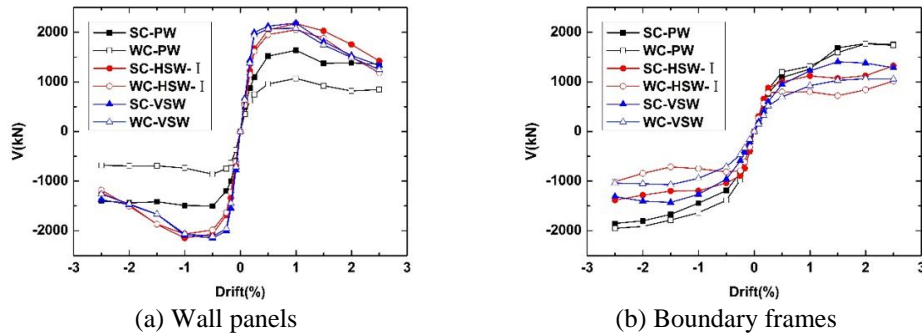 SC-PW
WC-PW
SC-HSW-Ⅰ
WC-HSW-Ⅰ
SC-VSW
WC-VSW
V(kN)
2000
1000
0
-1000
-2000
-3 -2 -1 0 1 2 3
Drift(%)
(a) Wall panels
SC-PW
WC-PW
SC-HSW-Ⅰ
WC-HSW-Ⅰ
SC-VSW
WC-VSW
V(kN)
2000
1000
0
-1000
-2000
-3 -2 -1 0 1 2 3
Drift(%)
(b) Boundary frames